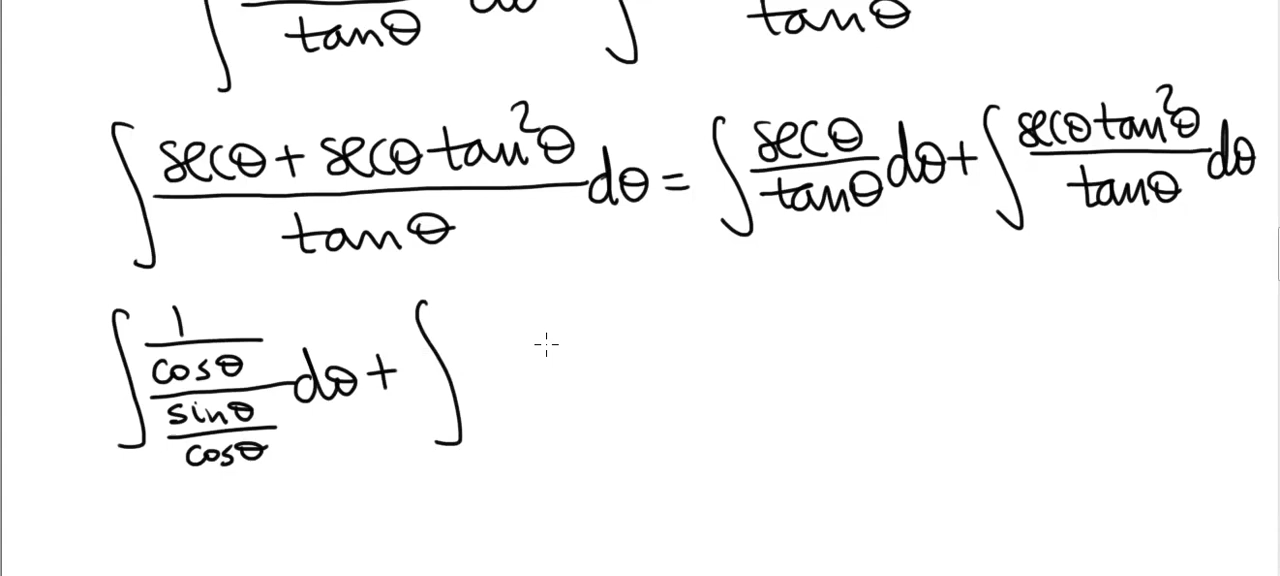 ∫ ―/tanθ dθ ∫ tanθ
∫ (secθ + secθ tan²θ)/tanθ dθ = ∫ secθ/tanθ dθ + ∫ secθ tan²θ/tanθ dθ
∫ (1/cosθ)/(sinθ/cosθ) dθ + ∫